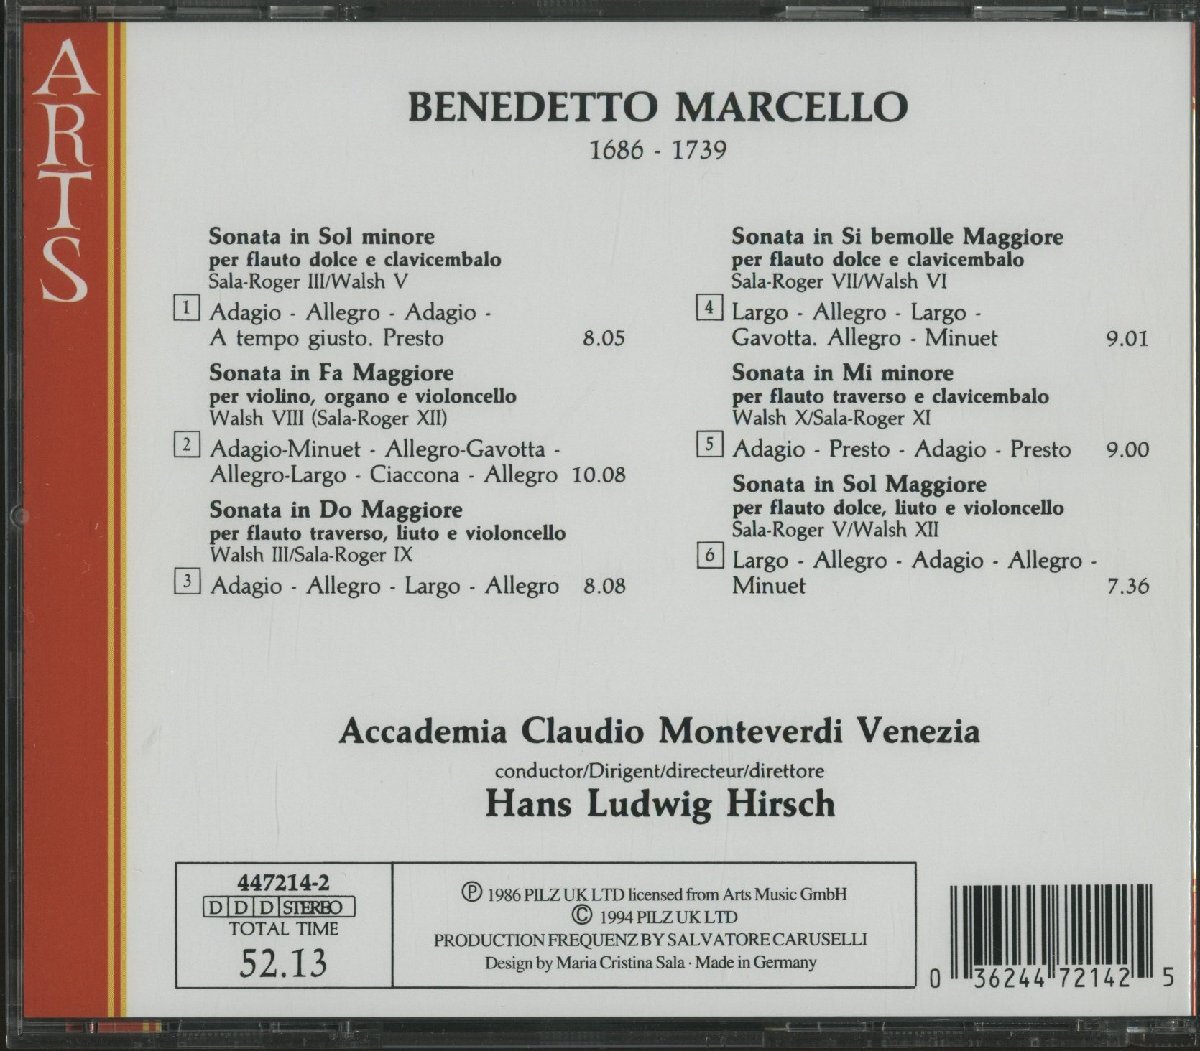 ARTS
BENEDETTO MARCELLO
1686 - 1739
Sonata in Sol minore
per flauto dolce e clavicembalo
Sala-Roger III/Walsh V
1 Adagio - Allegro - Adagio -
A tempo giusto. Presto 8.05
Sonata in Fa Maggiore
per violino, organo e violoncello
Walsh VIII (Sala-Roger XII)
2 Adagio-Minuet - Allegro-Gavotta -
Allegro-Largo - Ciaccona - Allegro 10.08
Sonata in Do Maggiore
per flauto traverso, liuto e violoncello
Walsh III/Sala-Roger IX
3 Adagio - Allegro - Largo - Allegro 8.08
Sonata in Si bemolle Maggiore
per flauto dolce e clavicembalo
Sala-Roger VII/Walsh VI
4 Largo - Allegro - Largo -
Gavotta. Allegro - Minuet 9.01
Sonata in Mi minore
per flauto traverso e clavicembalo
Walsh X/Sala-Roger XI
5 Adagio - Presto - Adagio - Presto 9.00
Sonata in Sol Maggiore
per flauto dolce, liuto e violoncello
Sala-Roger V/Walsh XII
6 Largo - Allegro - Adagio - Allegro -
Minuet 7.36
Accademia Claudio Monteverdi Venezia
conductor/Dirigent/directeur/direttore
Hans Ludwig Hirsch
447214-2
D D D STEREO
TOTAL TIME
52.13
℗ 1986 PILZ UK LTD licensed from Arts Music GmbH
© 1994 PILZ UK LTD
PRODUCTION FREQUENZ BY SALVATORE CARUSELLI
Design by Maria Cristina Sala · Made in Germany
0 36244 72142 5